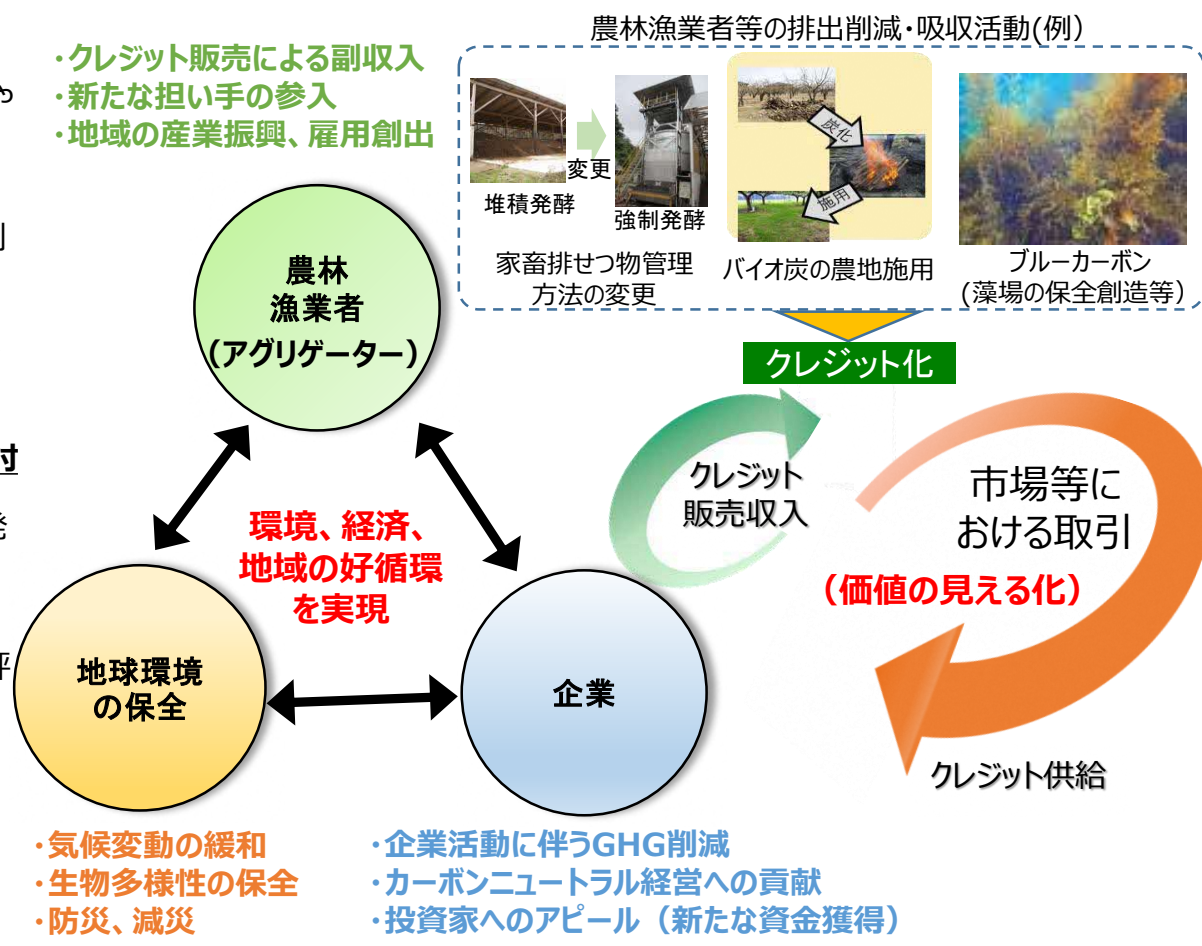 ・クレジット販売による副収入
・新たな担い手の参入
・地域の産業振興、雇用創出
農林漁業者等の排出削減・吸収活動(例)
変更
堆積発酵
強制発酵
家畜排せつ物管理
方法の変更
炭化
施用
バイオ炭の農地施用
ブルーカーボン
(藻場の保全創造等)
クレジット化
農林
漁業者
(アグリゲーター)
環境、経済、
地域の好循環
を実現
地球環境
の保全
企業
クレジット
販売収入
市場等に
おける取引
(価値の見える化)
クレジット供給
・気候変動の緩和
・生物多様性の保全
・防災、減災
・企業活動に伴うGHG削減
・カーボンニュートラル経営への貢献
・投資家へのアピール(新たな資金獲得)
や
発